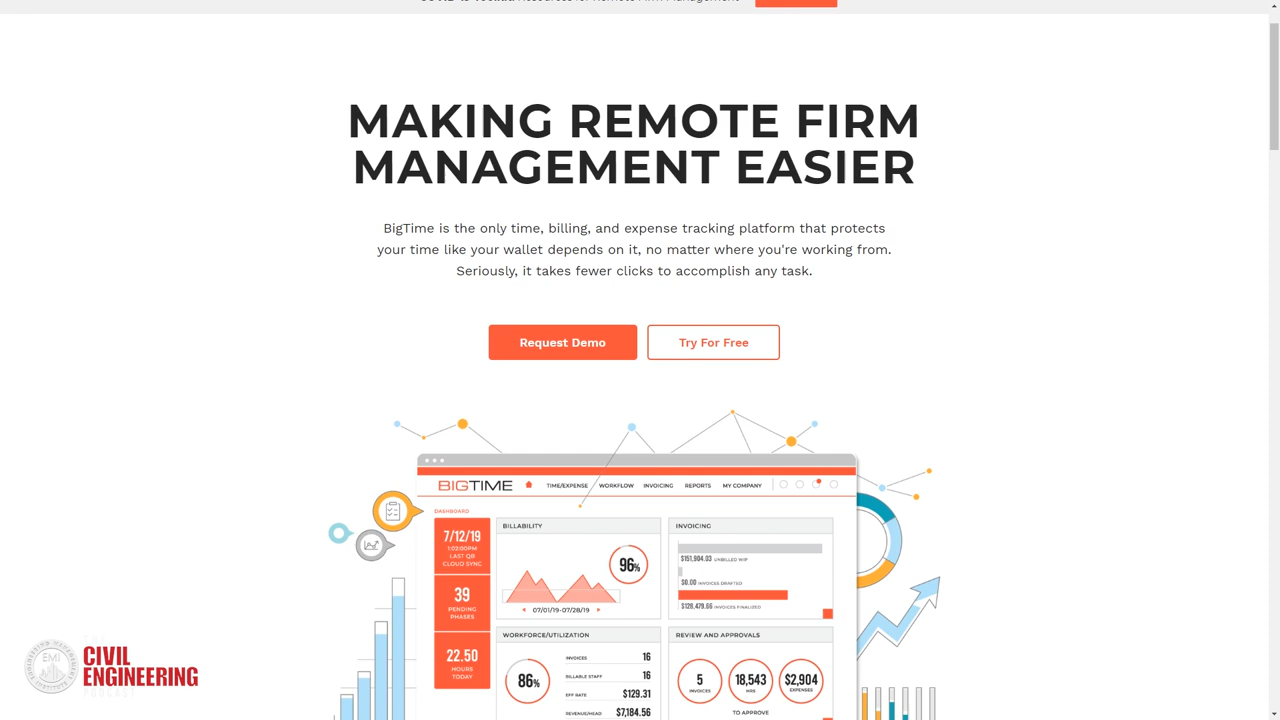 MAKING REMOTE FIRM
MANAGEMENT EASIER
BigTime is the only time, billing, and expense tracking platform that protects
your time like your wallet depends on it, no matter where you're working from.
Seriously, it takes fewer clicks to accomplish any task.
Request Demo
Try For Free
BIGTIME
TIME/EXPENSE
WORKFLOW
INVOICING
REPORTS
MY COMPANY
DASHBOARD
7/12/19
1:02:00PM
LAST QB
CLOUD SYNC
39
PENDING
PHASES
22.50
HOURS
TODAY
BILLABILITY
96%
07/01/19-07/28/19
INVOICING
$151,904.03 UNBILLED WIP
$0.00 INVOICES DRAFTED
$128,479.66 INVOICES FINALIZED
WORKFORCE/UTILIZATION
86%
INVOICES 16
BILLABLE STAFF 16
EFF RATE $129.31
REVENUE/HEAD $7,184.56
REVIEW AND APPROVALS
5
INVOICES
18,543
HRS
$2,904
EXPENSES
TO APPROVE
EMI
CIVIL
ENGINEERING